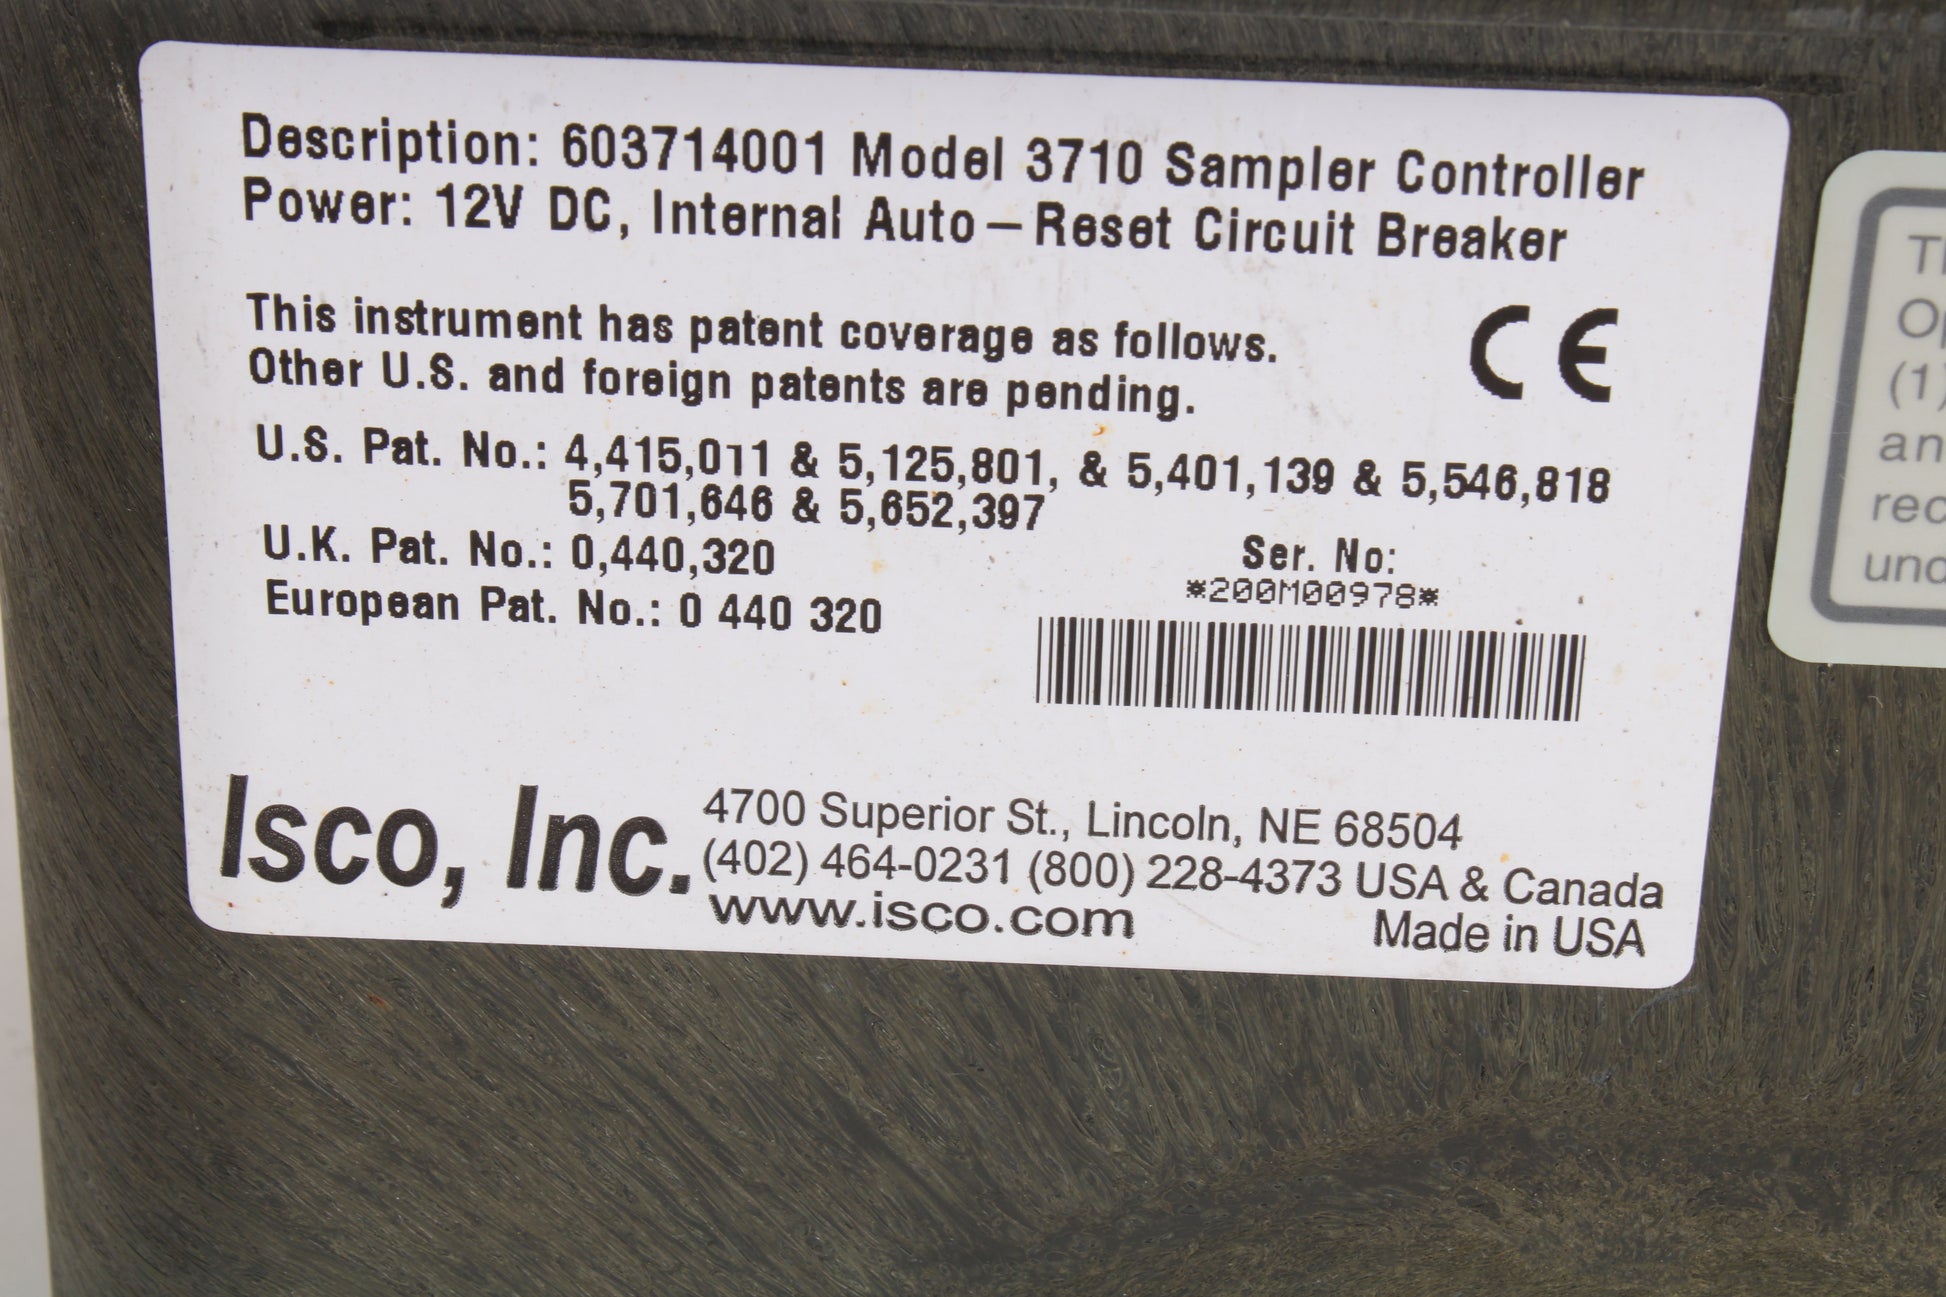 Description: 603714001 Model 3710 Sampler Controller
Power: 12V DC, Internal Auto-Reset Circuit Breaker
This instrument has patent coverage as follows.
Other U.S. and foreign patents are pending.
CE
U.S. Pat. No.: 4,415,011 & 5,125,801, & 5,401,139 & 5,546,818
5,701,646 & 5,652,397
U.K. Pat. No.: 0,440,320
European Pat. No.: 0 440 320
Ser. No:
*200M00978*
Isco, Inc.
4700 Superior St., Lincoln, NE 68504
(402) 464-0231 (800) 228-4373 USA & Canada
www.isco.com
Made in USA
(1)